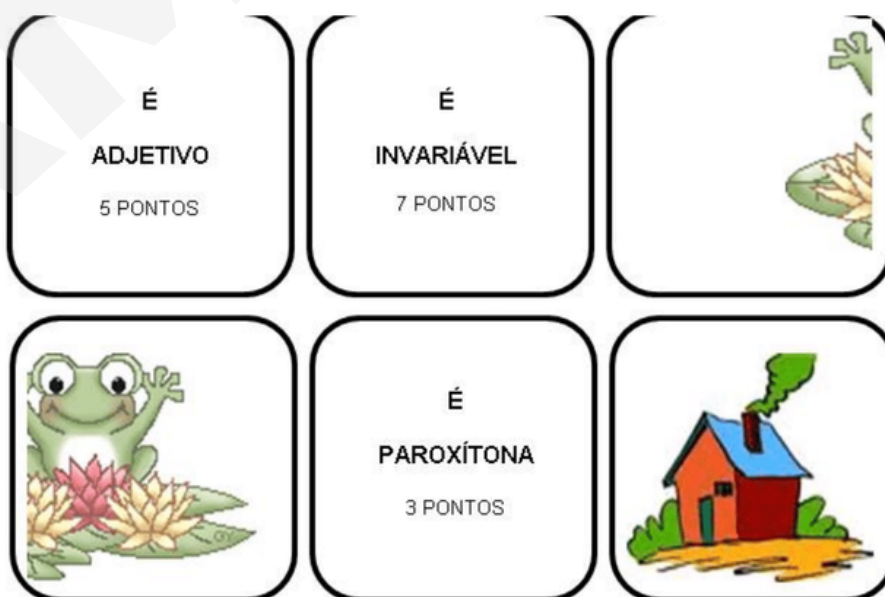 É
ADJETIVO
5 PONTOS
É
INVARIÁVEL
7 PONTOS
É
PAROXÍTONA
3 PONTOS